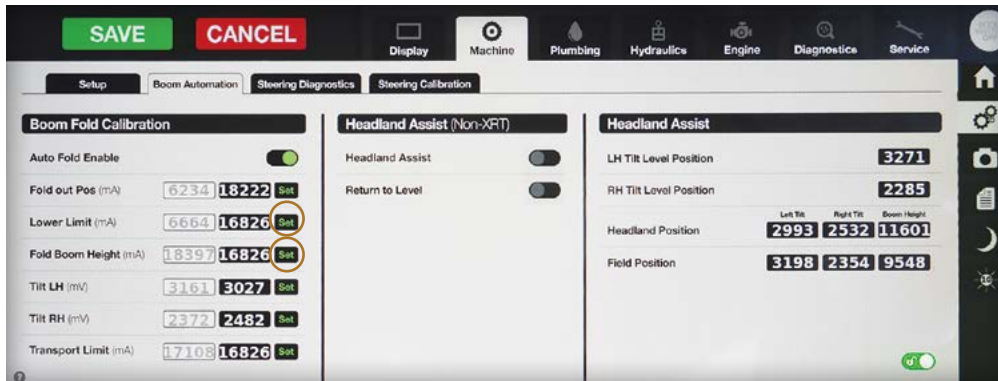 SAVE CANCEL
Display Machine Plumbing Hydraulics Engine Diagnostics Service
Setup Boom Automation Steering Diagnostics Steering Calibration
Boom Fold Calibration
Auto Fold Enable
Fold out Pos (mA) 6234 18222 Set
Lower Limit (mA) 6664 16826 Set
Fold Boom Height (mA) 18397 16826 Set
Tilt LH (mV) 3161 3027 Set
Tilt RH (mV) 2372 2482 Set
Transport Limit (mA) 17108 16826 Set
Headland Assist (Non-XRT)
Headland Assist
Return to Level
Headland Assist
LH Tilt Level Position 3271
RH Tilt Level Position 2285
Left Tilt Right Tilt Boom Height
Headland Position 2993 2532 11601
Field Position 3198 2354 9548
?